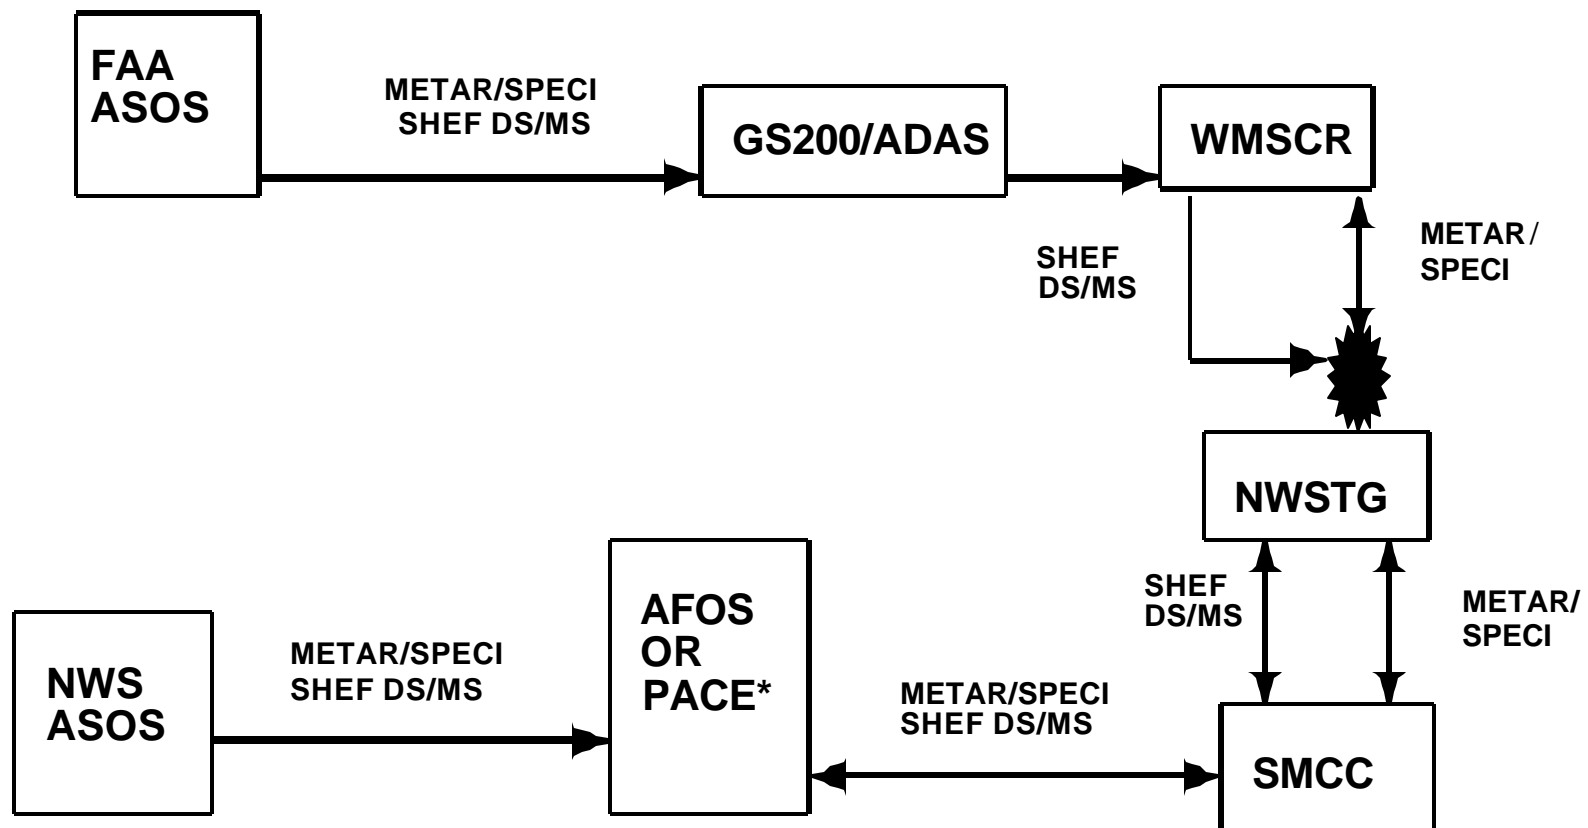 FAA
ASOS
METAR/SPECI
SHEF DS/MS
GS200/ADAS
WMSCR
SHEF
DS/MS
METAR/
SPECI
NWSTG
SHEF
DS/MS
METAR/
SPECI
NWS
ASOS
METAR/SPECI
SHEF DS/MS
AFOS
OR
PACE*
METAR/SPECI
SHEF DS/MS
SMCC